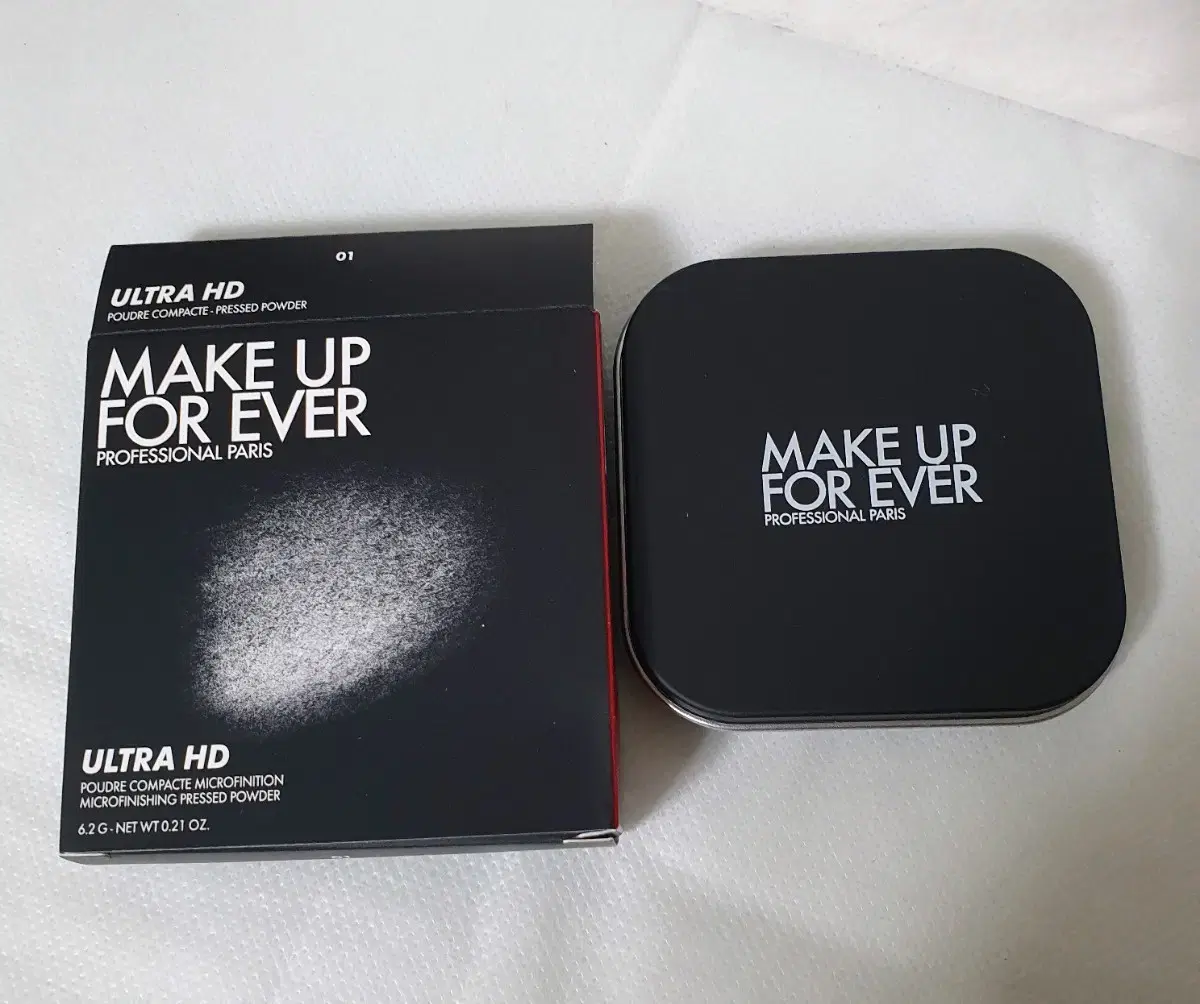 01
ULTRA HD
POUDRE COMPACTE - PRESSED POWDER
MAKE UP
FOR EVER
PROFESSIONAL PARIS
ULTRA HD
POUDRE COMPACTE MICROFINITION
MICROFINISHING PRESSED POWDER
6.2 G - NET WT 0.21 OZ.
MAKE UP
FOR EVER
PROFESSIONAL PARIS